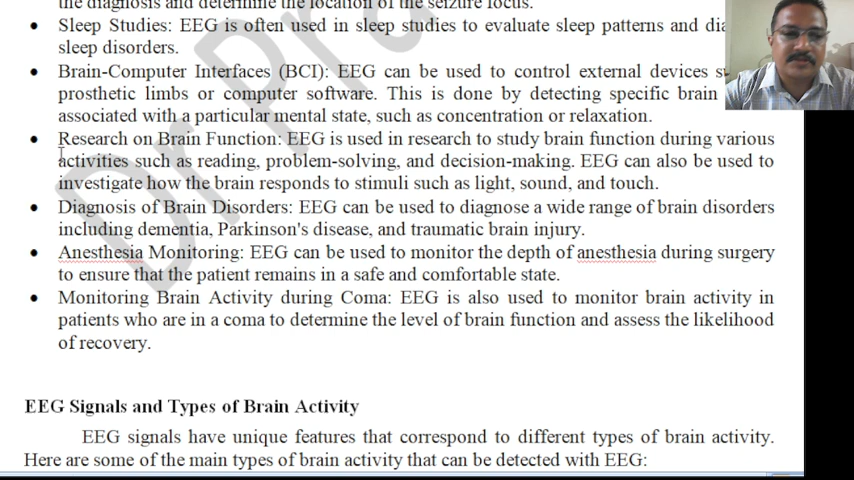 the diagnosis and determine the location of the seizure focus.
• Sleep Studies: EEG is often used in sleep studies to evaluate sleep patterns and
sleep disorders.
• Brain-Computer Interfaces (BCI): EEG can be used to control external devices
prosthetic limbs or computer software. This is done by detecting specific brain
associated with a particular mental state, such as concentration or relaxation.
• Research on Brain Function: EEG is used in research to study brain function during various
activities such as reading, problem-solving, and decision-making. EEG can also be used to
investigate how the brain responds to stimuli such as light, sound, and touch.
• Diagnosis of Brain Disorders: EEG can be used to diagnose a wide range of brain disorders
including dementia, Parkinson's disease, and traumatic brain injury.
• Anesthesia Monitoring: EEG can be used to monitor the depth of anesthesia during surgery
to ensure that the patient remains in a safe and comfortable state.
• Monitoring Brain Activity during Coma: EEG is also used to monitor brain activity in
patients who are in a coma to determine the level of brain function and assess the likelihood
of recovery.
EEG Signals and Types of Brain Activity
EEG signals have unique features that correspond to different types of brain activity.
Here are some of the main types of brain activity that can be detected with EEG: